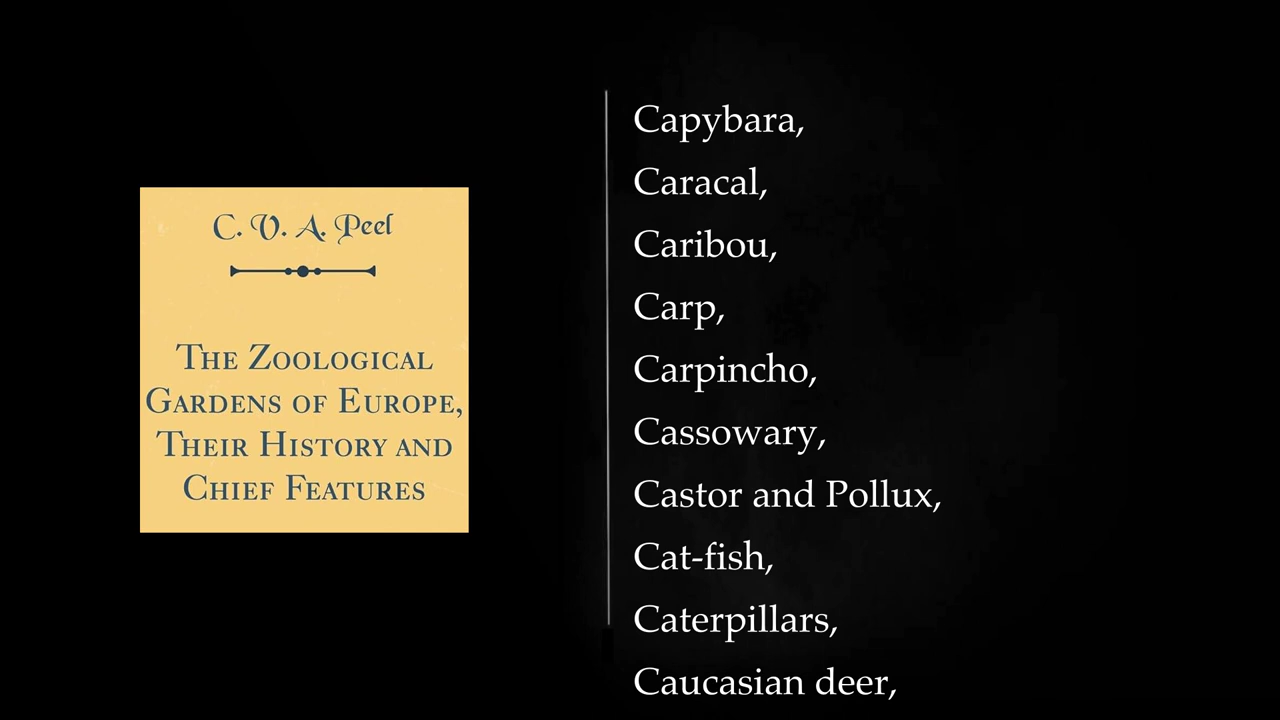 C. V. A. Peel
The Zoological
Gardens of Europe,
Their History and
Chief Features
Capybara,
Caracal,
Caribou,
Carp,
Carpincho,
Cassowary,
Castor and Pollux,
Cat-fish,
Caterpillars,
Caucasian deer,